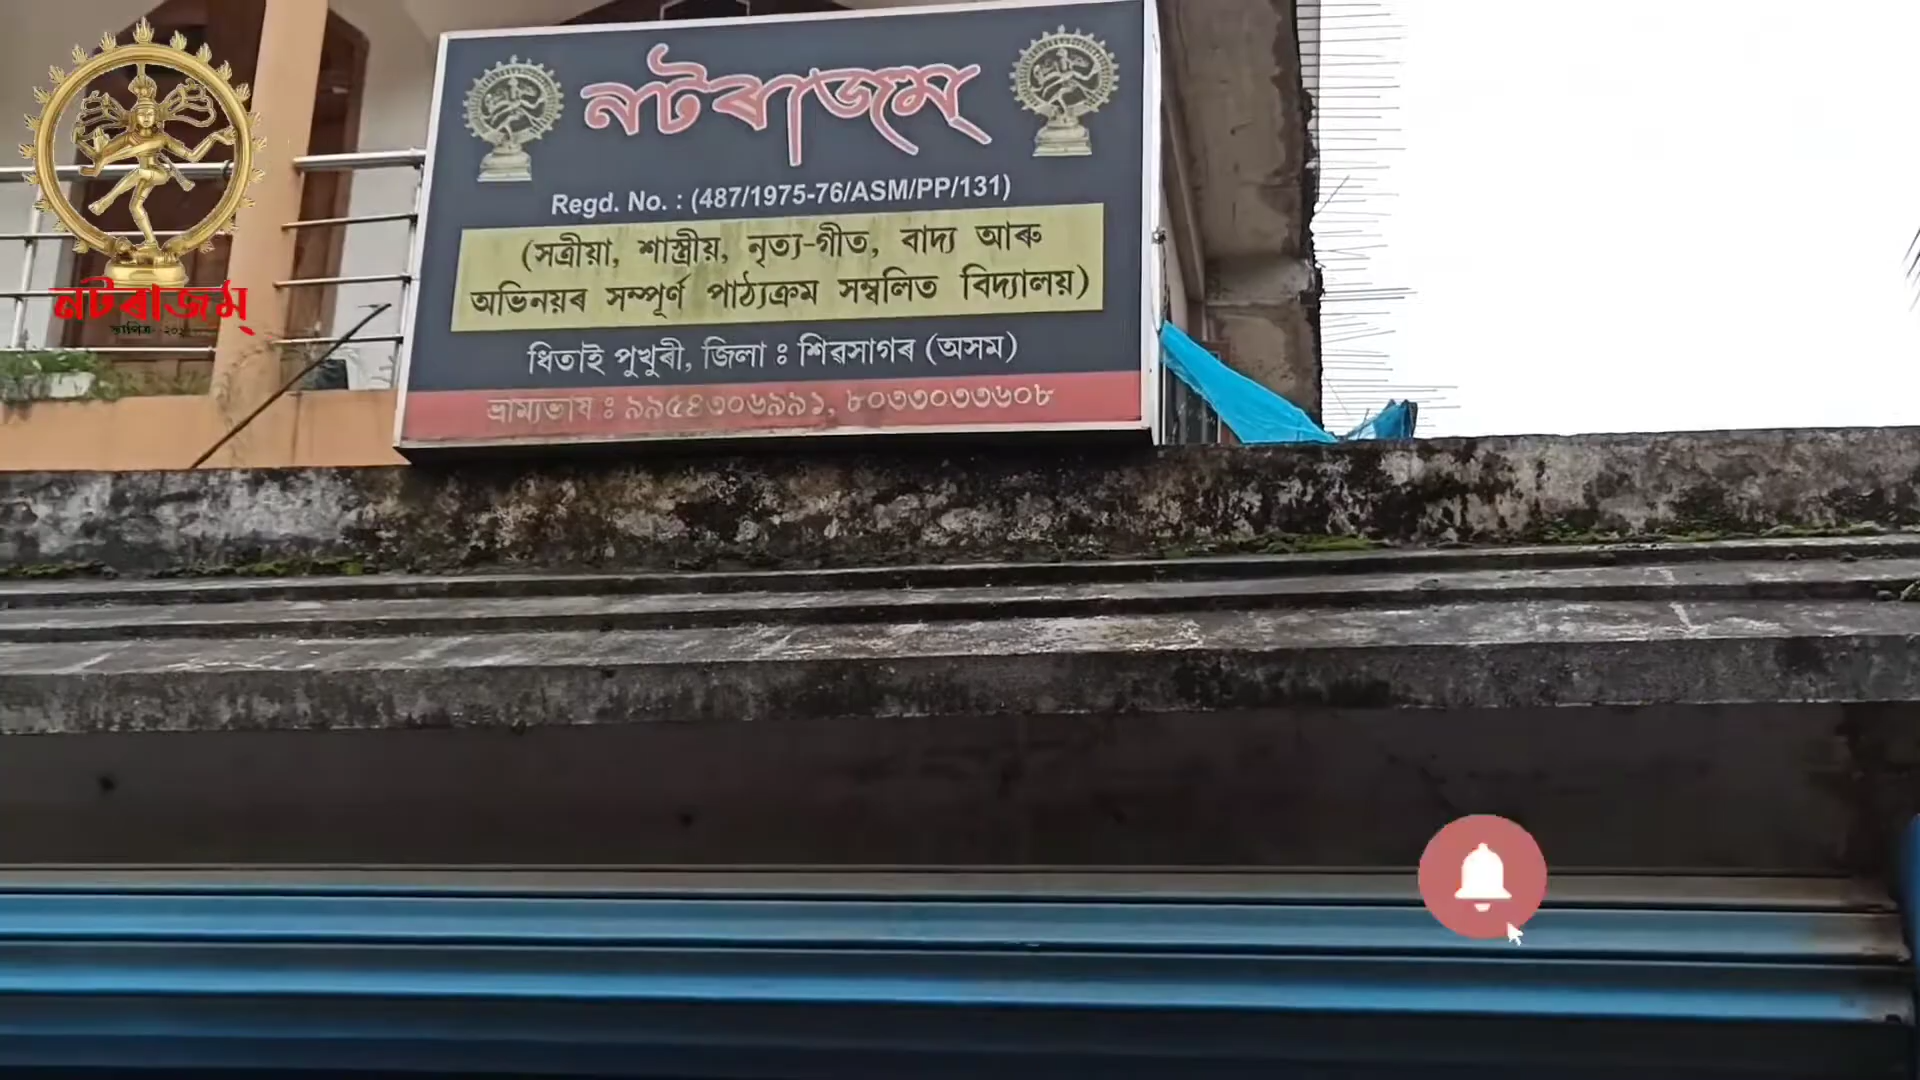 নটৰাজম্
নটৰাজম্
Regd. No. : (487/1975-76/ASM/PP/131)
(সত্ৰীয়া, শাস্ত্ৰীয়, নৃত্য-গীত, বাদ্য আৰু
অভিনয়ৰ সম্পূৰ্ণ পাঠ্যক্ৰম সম্বলিত বিদ্যালয়)
ধিতাই পুখুৰী, জিলা : শিৱসাগৰ (অসম)
ভ্ৰাম্যভাষ : ৯৯৫৪৩০৬৯৯১, ৮০৩৩০৩৩৬০৮